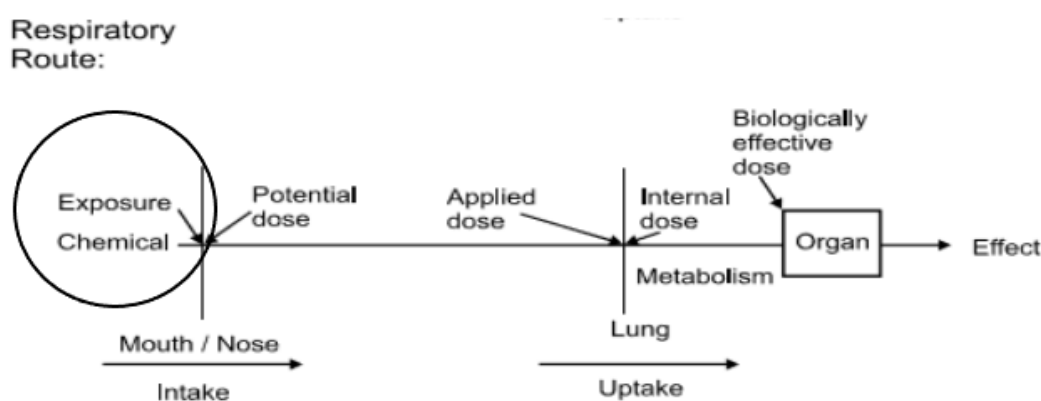 Respiratory
Route:
Biologically
effective
dose
Exposure
Potential
dose
Applied
dose
Internal
dose
Chemical
Organ
Effect
Metabolism
Mouth / Nose
Lung
Intake
Uptake